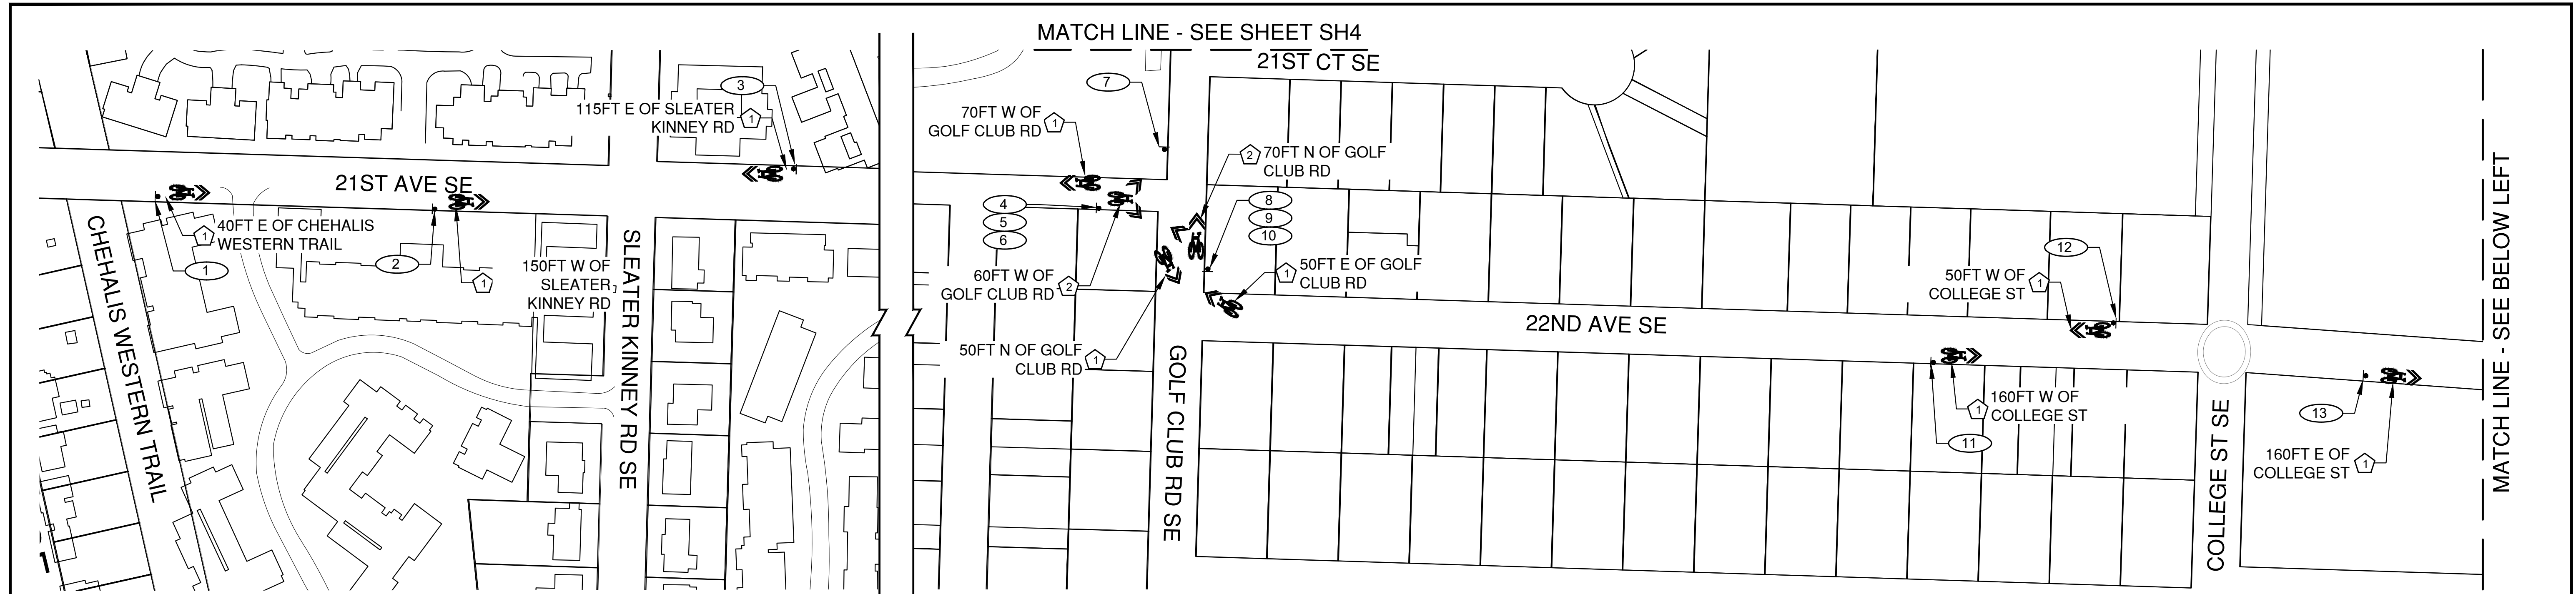 MATCH LINE - SEE SHEET SH4
21ST CT SE
3
115FT E OF SLEATER
KINNEY RD
1
7
70FT W OF
GOLF CLUB RD
1
2
70FT N OF GOLF
CLUB RD
21ST AVE SE
1
40FT E OF CHEHALIS
WESTERN TRAIL
1
2
150FT W OF
SLEATER
KINNEY RD
1
CHEHALIS WESTERN TRAIL
SLEATER KINNEY RD SE
4
5
6
8
9
10
60FT W OF
GOLF CLUB RD
2
1
50FT E OF GOLF
CLUB RD
50FT N OF GOLF
CLUB RD
1
GOLF CLUB RD SE
22ND AVE SE
12
50FT W OF
COLLEGE ST
1
1
160FT W OF
COLLEGE ST
11
COLLEGE ST SE
13
160FT E OF
COLLEGE ST
1
MATCH LINE - SEE BELOW LEFT